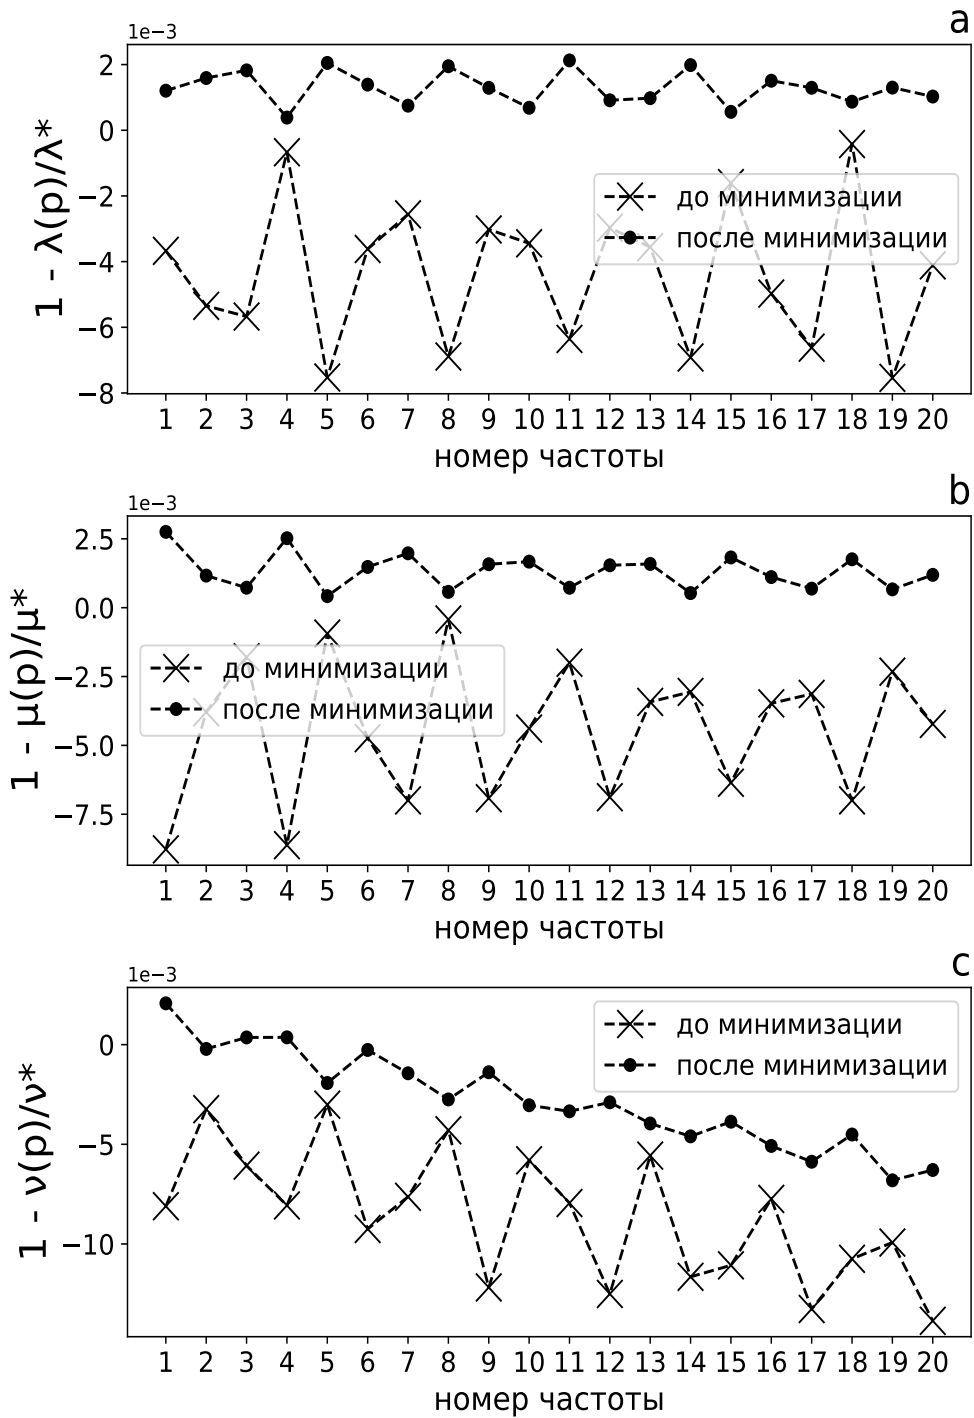 a
1e−3
1 - λ(p)/λ*
2
0
−2
−4
−6
−8
до минимизации
после минимизации
1 2 3 4 5 6 7 8 9 10 11 12 13 14 15 16 17 18 19 20
номер частоты
b
1e−3
1 - μ(p)/μ*
2.5
0.0
−2.5
−5.0
−7.5
до минимизации
после минимизации
1 2 3 4 5 6 7 8 9 10 11 12 13 14 15 16 17 18 19 20
номер частоты
c
1e−3
1 - ν(p)/ν*
0
−5
−10
до минимизации
после минимизации
1 2 3 4 5 6 7 8 9 10 11 12 13 14 15 16 17 18 19 20
номер частоты